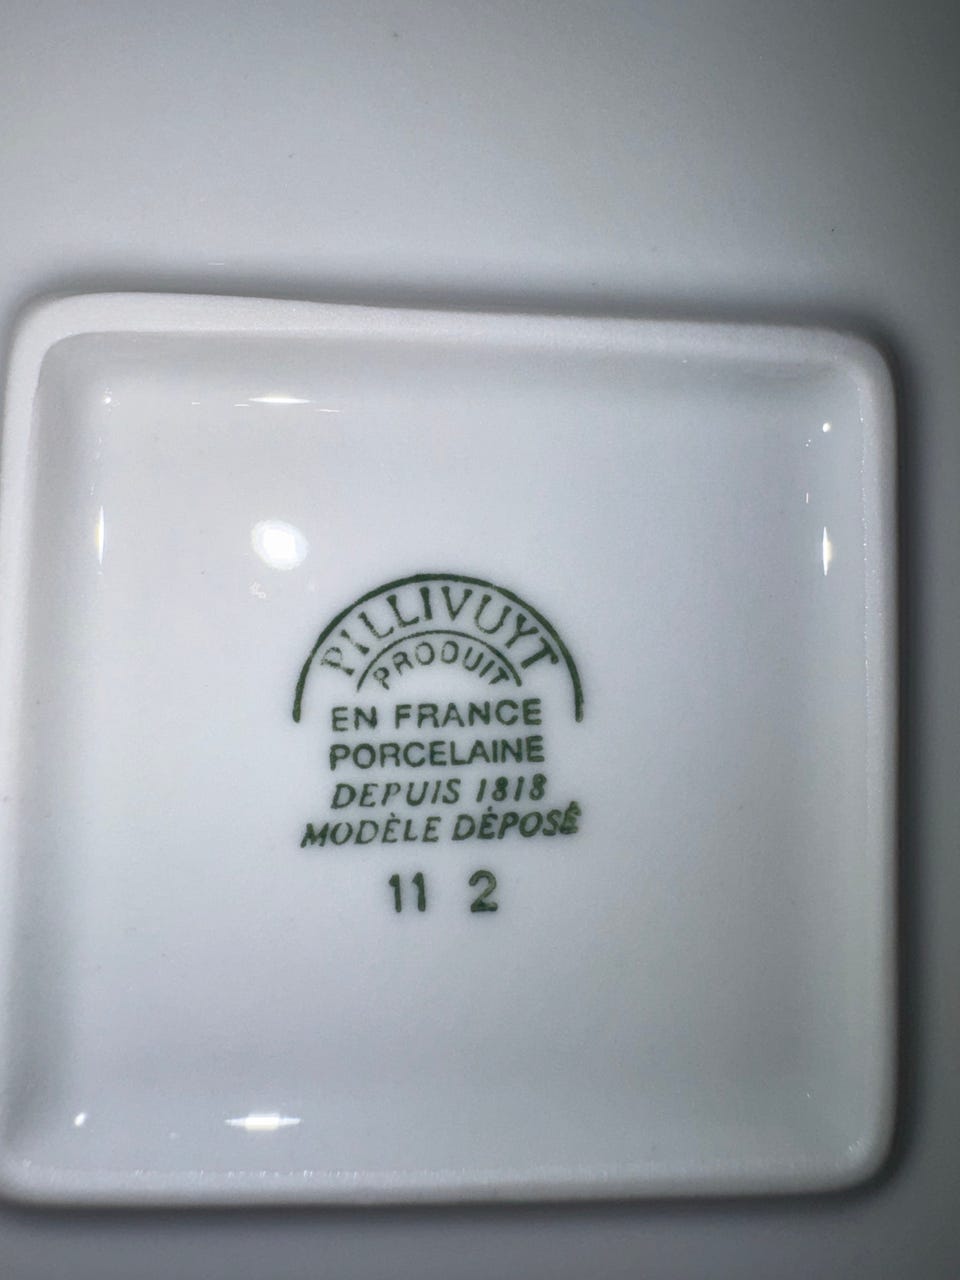 PILLIVUYT
PRODUIT
EN FRANCE
PORCELAINE
DEPUIS 1818
MODÈLE DÉPOSÉ
11 2